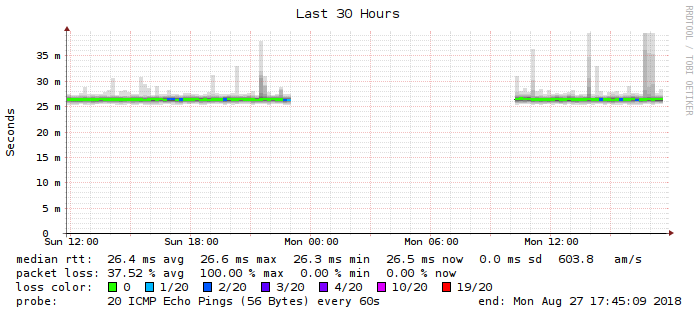 Last 30 Hours
RRDTOOL / TOBI OETIKER
Seconds
35 m
30 m
25 m
20 m
15 m
10 m
5 m
0
Sun 12:00 Sun 18:00 Mon 00:00 Mon 06:00 Mon 12:00
median rtt: 26.4 ms avg 26.6 ms max 26.3 ms min 26.5 ms now 0.0 ms sd 603.8 am/s
packet loss: 37.52 % avg 100.00 % max 0.00 % min 0.00 % now
loss color: 0 1/20 2/20 3/20 4/20 10/20 19/20
probe: 20 ICMP Echo Pings (56 Bytes) every 60s end: Mon Aug 27 17:45:09 2018